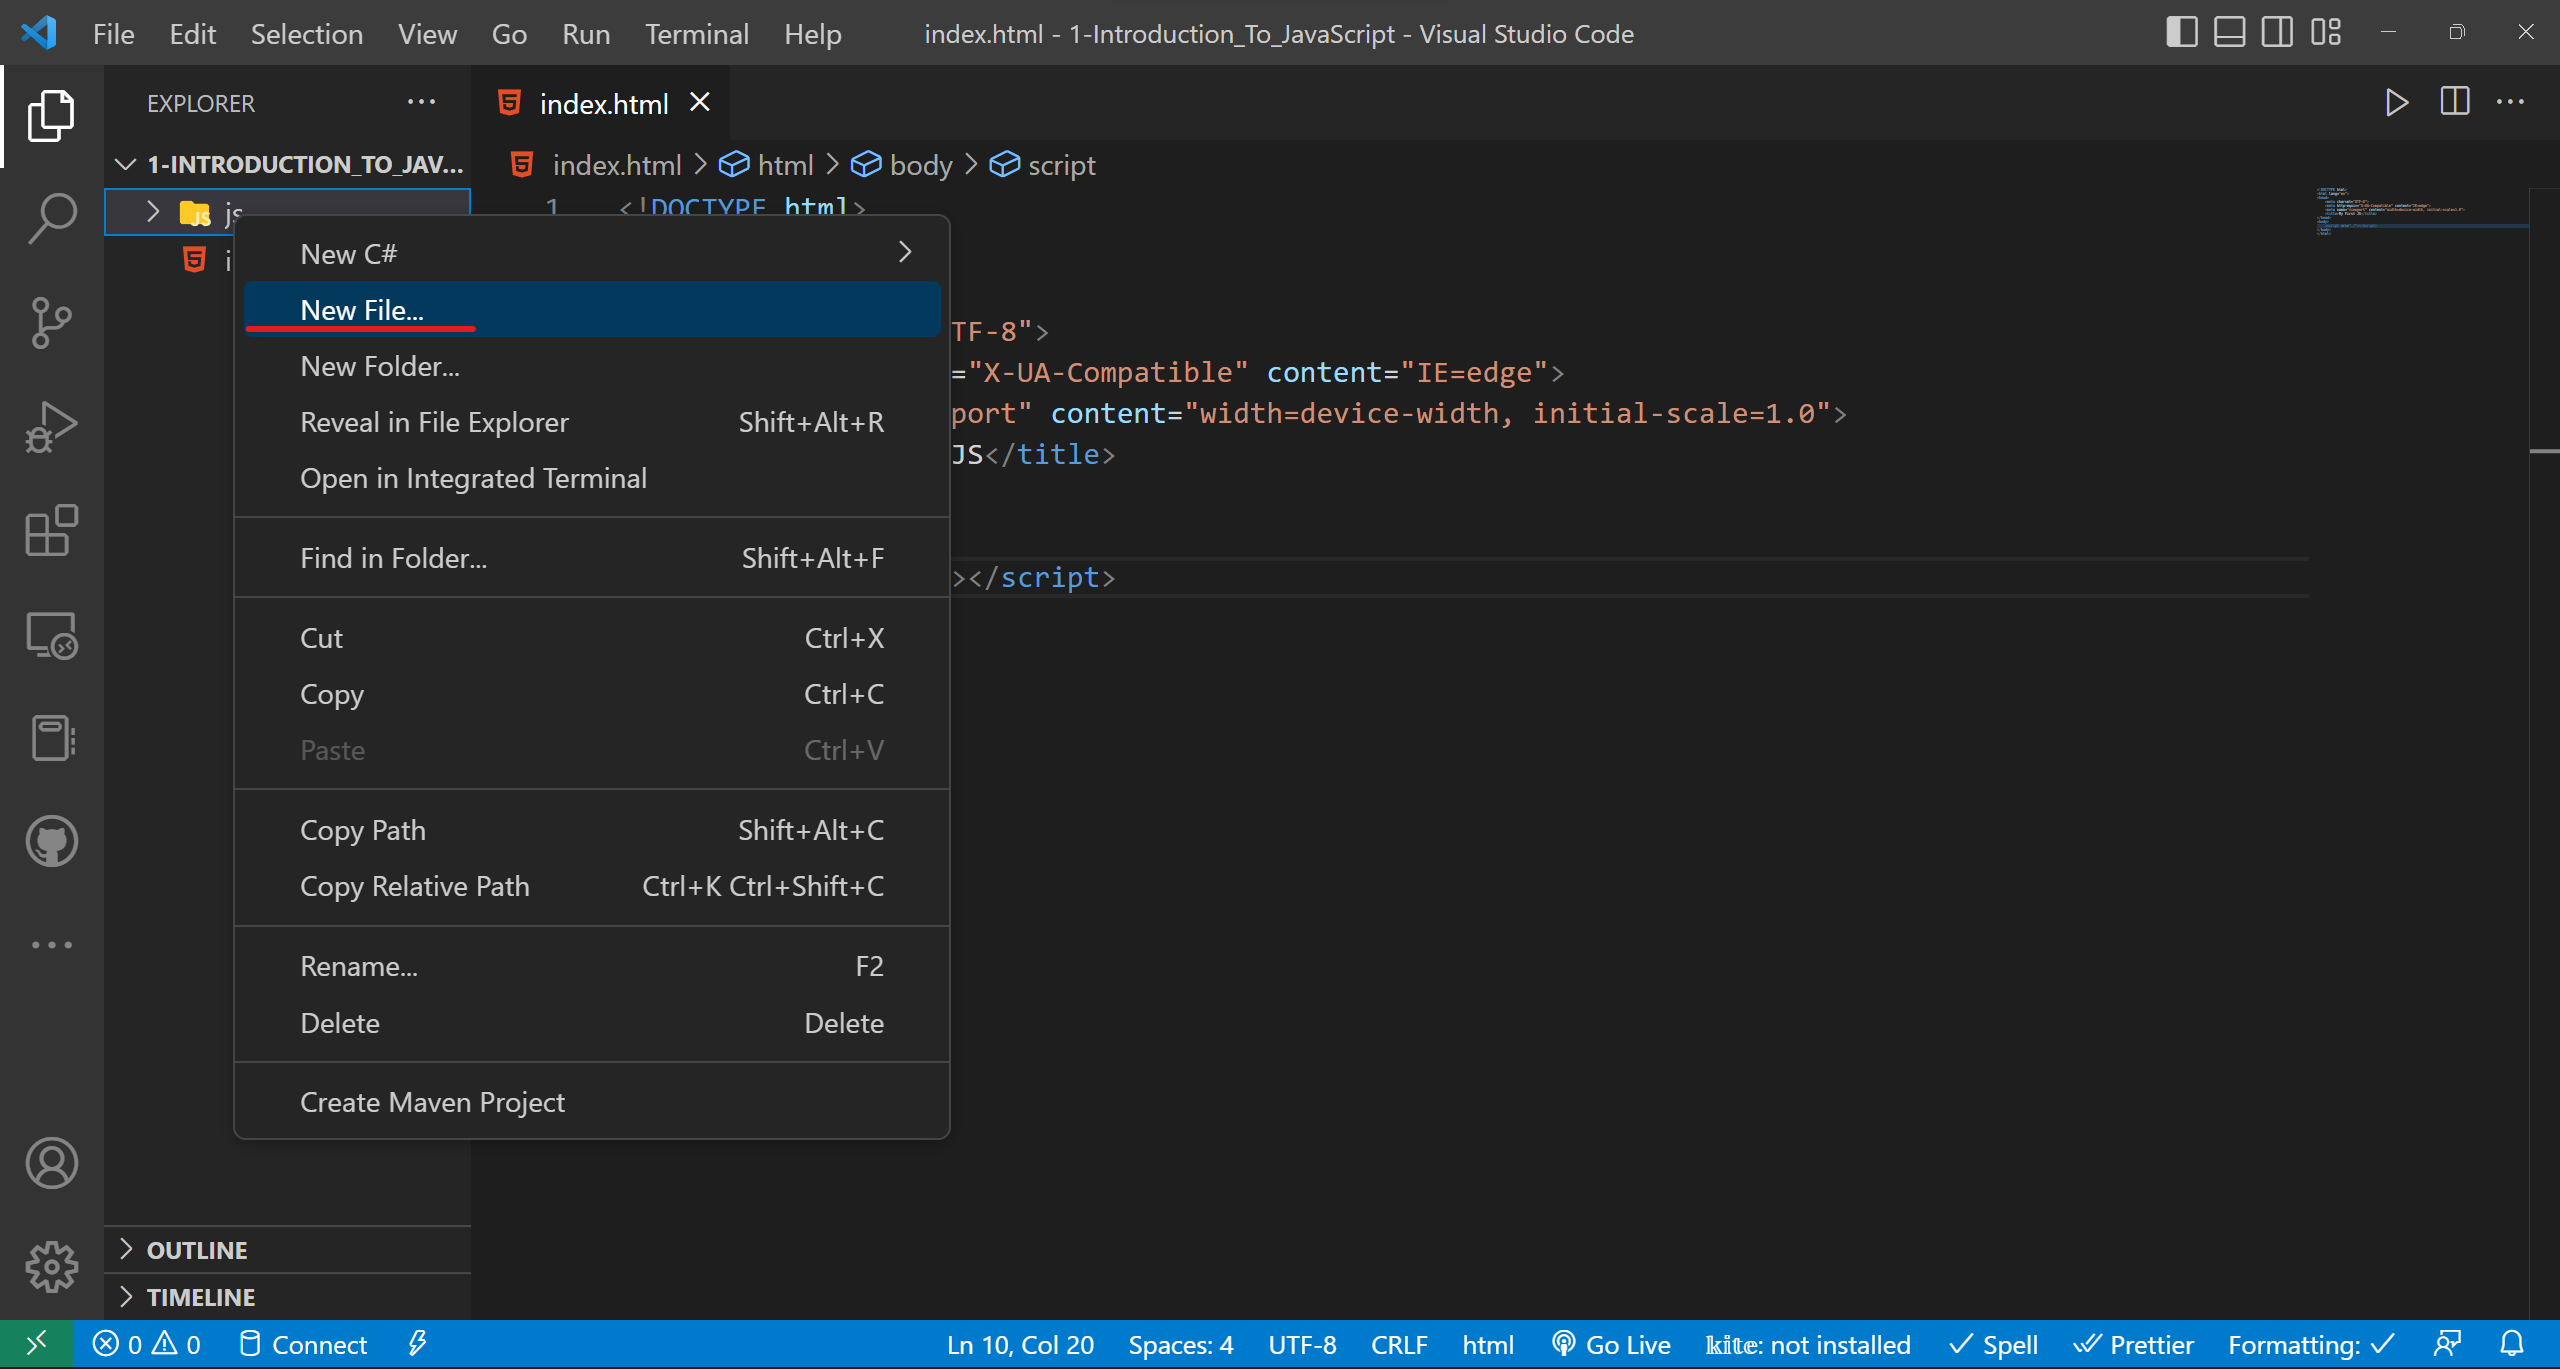 File Edit Selection View Go Run Terminal Help index.html - 1-Introduction_To_JavaScript - Visual Studio Code
EXPLORER
index.html
1-INTRODUCTION_TO_JAV...
index.html > html > body > script
js
1 <!DOCTYPE html>
New C#
New File...
TF-8">
New Folder...
="X-UA-Compatible" content="IE=edge">
Reveal in File Explorer Shift+Alt+R
port" content="width=device-width, initial-scale=1.0">
JS</title>
Open in Integrated Terminal
Find in Folder... Shift+Alt+F
></script>
Cut Ctrl+X
Copy Ctrl+C
Paste Ctrl+V
Copy Path Shift+Alt+C
Copy Relative Path Ctrl+K Ctrl+Shift+C
Rename... F2
Delete Delete
Create Maven Project
OUTLINE
TIMELINE
0 0 Connect Ln 10, Col 20 Spaces: 4 UTF-8 CRLF html Go Live kite: not installed Spell Prettier Formatting: